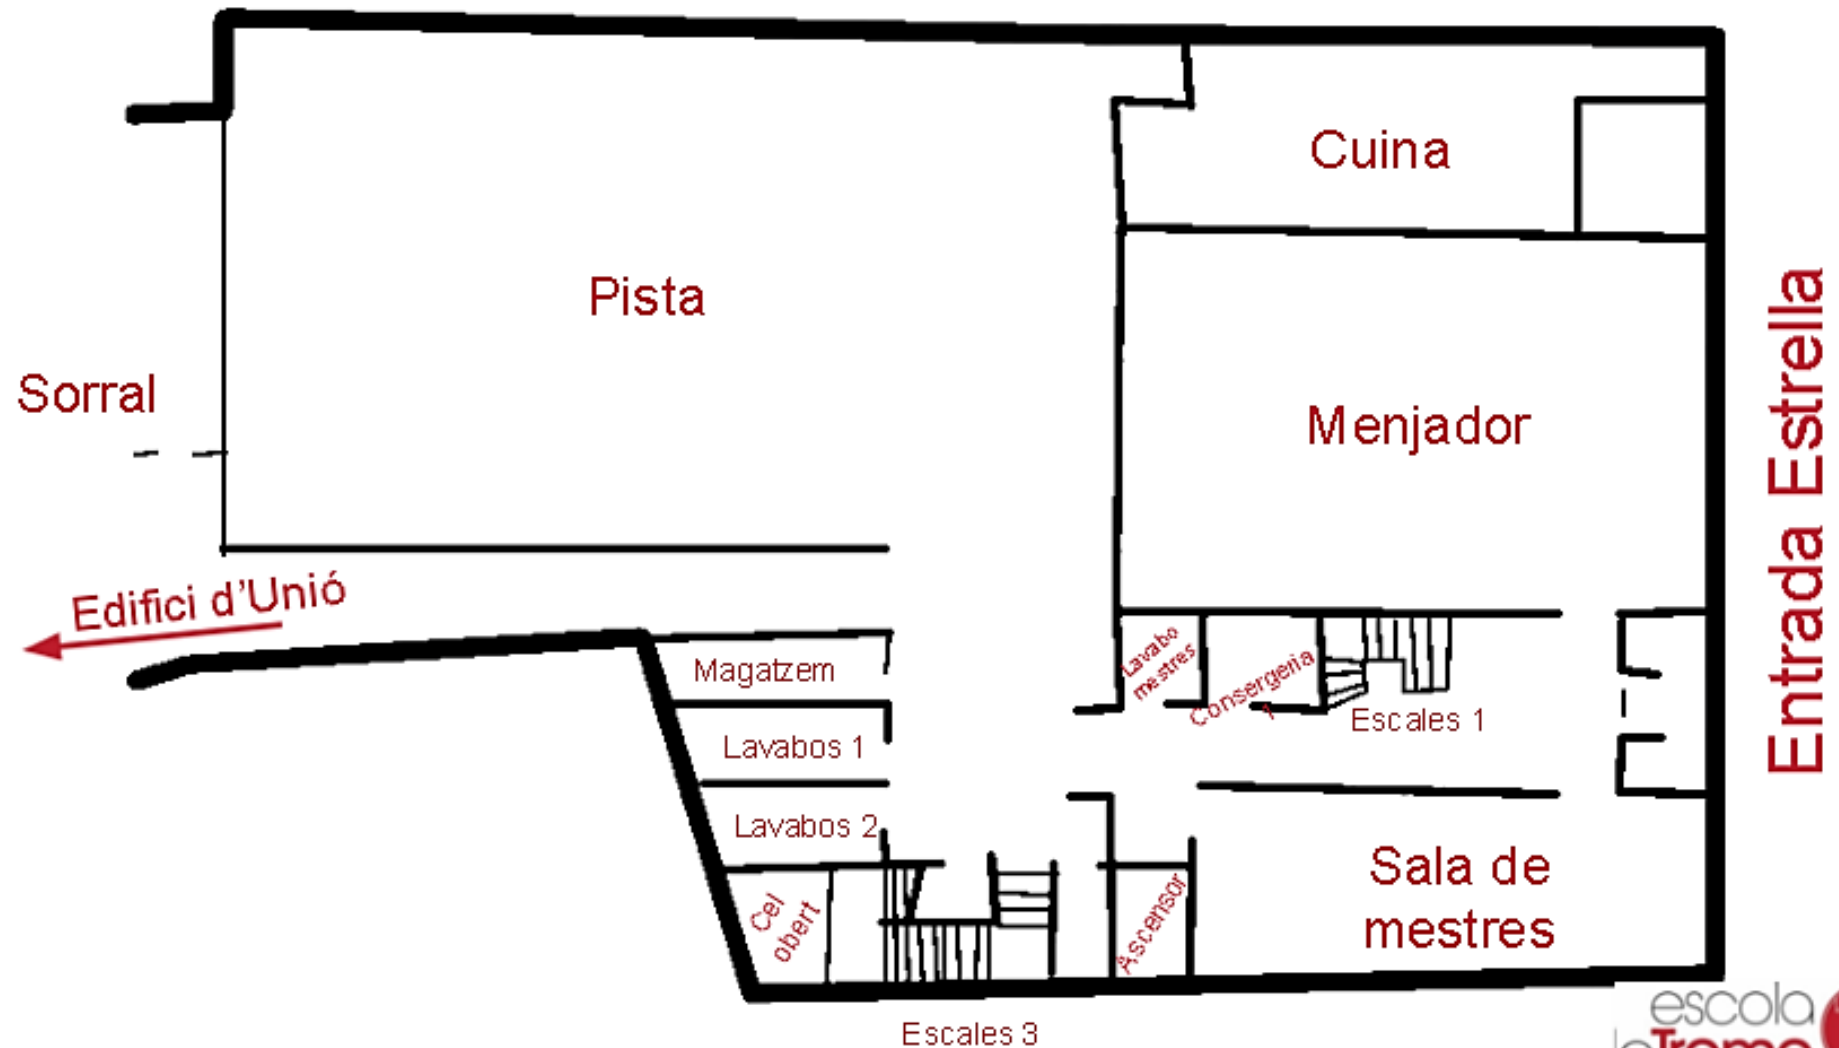 Cuina
Pista
Sorral
Menjador
Entrada Estrella
Edifici d'Unió
Magatzem
Lavabo
mestres
Consergeria
1
Escales 1
Lavabos 1
Lavabos 2
Cel
obert
Ascensor
Sala de
mestres
Escales 3
escola